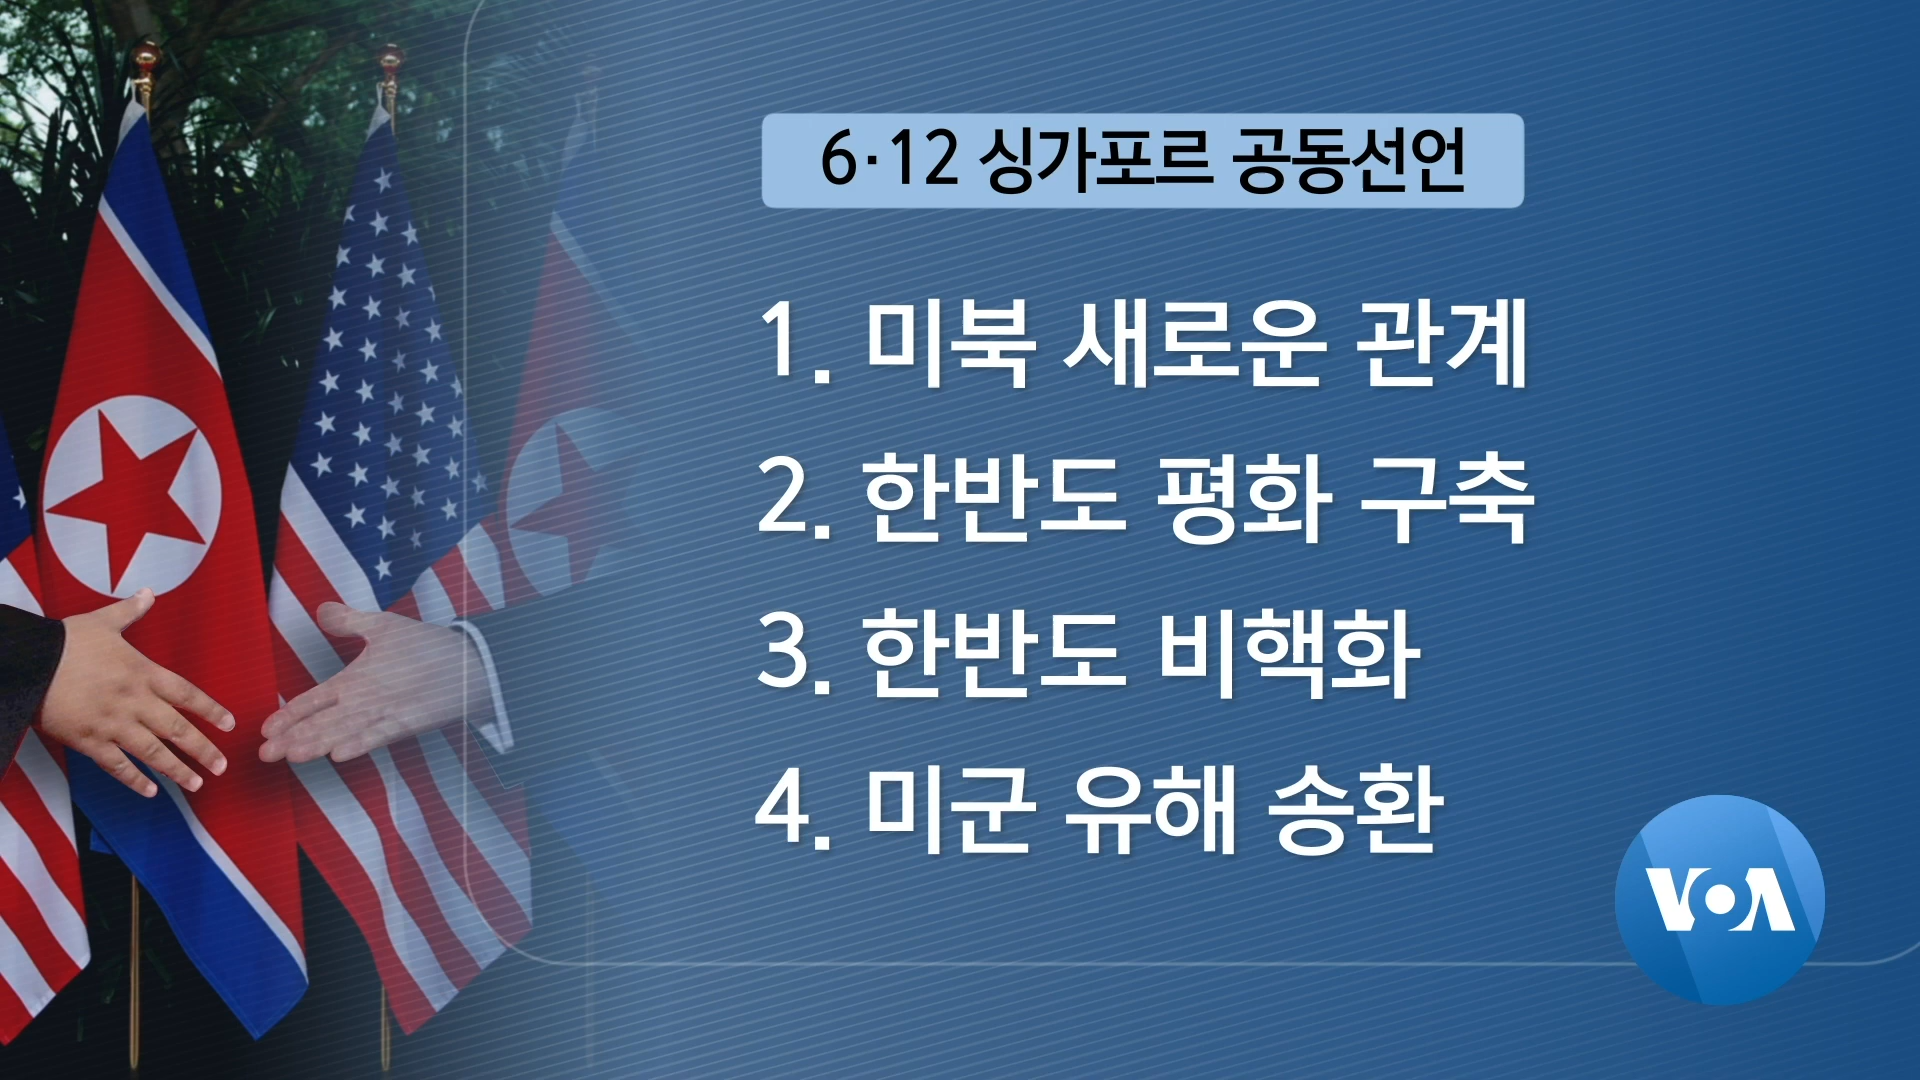 6·12 싱가포르 공동선언
1. 미북 새로운 관계
2. 한반도 평화 구축
3. 한반도 비핵화
4. 미군 유해 송환
VOA